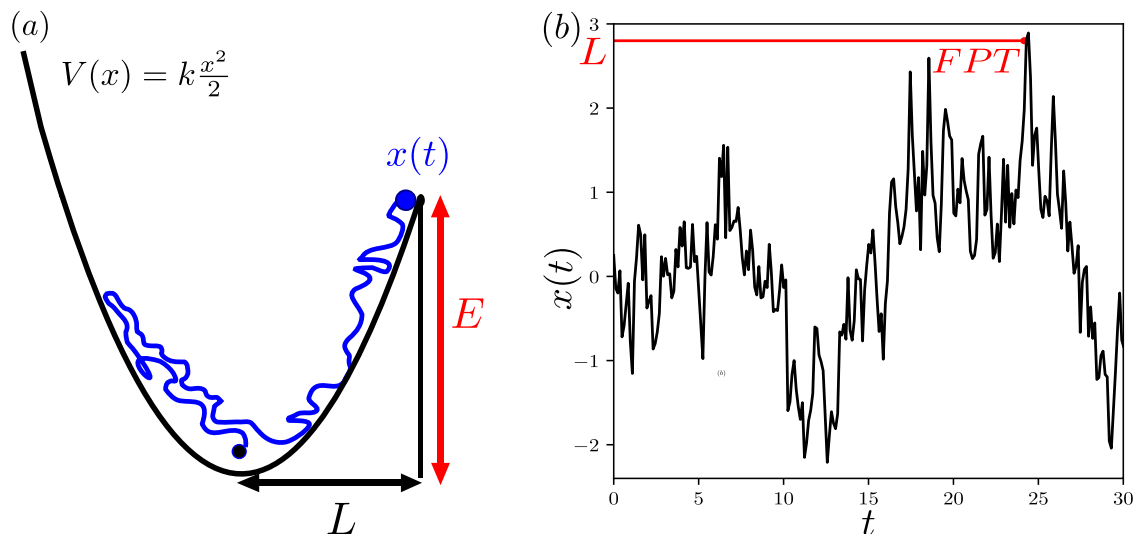 (a)
V(x) = k x²/2
x(t)
E
L
(b)
3
L
FPT
2
1
0
x(t)
−1
(b)
−2
0 5 10 15 20 25 30
t